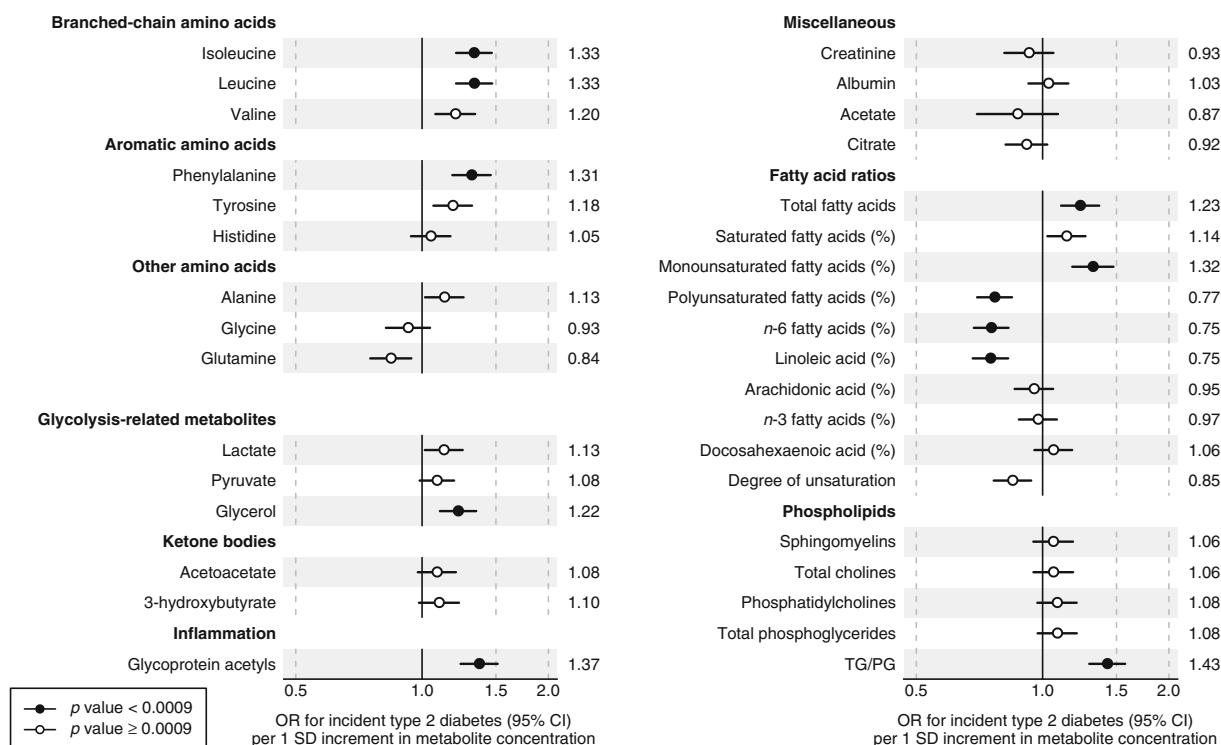 Branched-chain amino acids
Isoleucine 1.33
Leucine 1.33
Valine 1.20
Aromatic amino acids
Phenylalanine 1.31
Tyrosine 1.18
Histidine 1.05
Other amino acids
Alanine 1.13
Glycine 0.93
Glutamine 0.84
Glycolysis-related metabolites
Lactate 1.13
Pyruvate 1.08
Glycerol 1.22
Ketone bodies
Acetoacetate 1.08
3-hydroxybutyrate 1.10
Inflammation
Glycoprotein acetyls 1.37
0.5 1.0 1.5 2.0
OR for incident type 2 diabetes (95% CI)
per 1 SD increment in metabolite concentration
p value < 0.0009
p value ≥ 0.0009
Miscellaneous
Creatinine 0.93
Albumin 1.03
Acetate 0.87
Citrate 0.92
Fatty acid ratios
Total fatty acids 1.23
Saturated fatty acids (%) 1.14
Monounsaturated fatty acids (%) 1.32
Polyunsaturated fatty acids (%) 0.77
n-6 fatty acids (%) 0.75
Linoleic acid (%) 0.75
Arachidonic acid (%) 0.95
n-3 fatty acids (%) 0.97
Docosahexaenoic acid (%) 1.06
Degree of unsaturation 0.85
Phospholipids
Sphingomyelins 1.06
Total cholines 1.06
Phosphatidylcholines 1.08
Total phosphoglycerides 1.08
TG/PG 1.43
0.5 1.0 1.5 2.0
OR for incident type 2 diabetes (95% CI)
per 1 SD increment in metabolite concentration